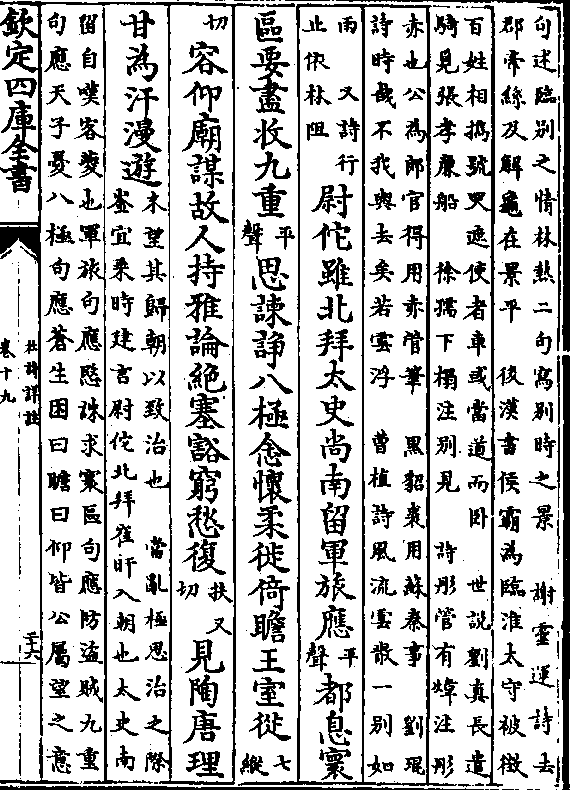 句述臨别之情林熱二句寫别時之景 謝靈運詩去
郡牽絲及解龜在景平 後漢書侯霸為臨淮太守被徴
百姓相攜號哭遮使者車或當道而卧 世說劉真長遣
騎見張孝廉船 徐孺下榻注别見 詩彤管有煒注彤
赤也公為郎官得用赤管筆 黑貂裘用蘇秦事 劉琨
詩時哉不我與去矣若雲浮 曹植詩風流雲散一别如
雨 又詩行止依林阻 尉佗雖北拜太史尚南留軍旅應平聲都息寰
區要盡收九重平聲思諫諍八極念懷柔徙倚瞻王室從七縱
切容仰廟謀故人持雅論絶塞豁窮愁復扶又切見陶唐理
甘為汗漫遊末望其歸朝以致治也 當亂極思治之際
崟宜乘時建言尉佗北拜崔旰入朝也太史南
留自嘆客夔也軍旅句應愍誅求寰區句應防盗賊九重
句應天子憂八極句應蒼生困曰瞻曰仰皆公屬望之意
欽定四庫全書
杜詩詳註
卷十九